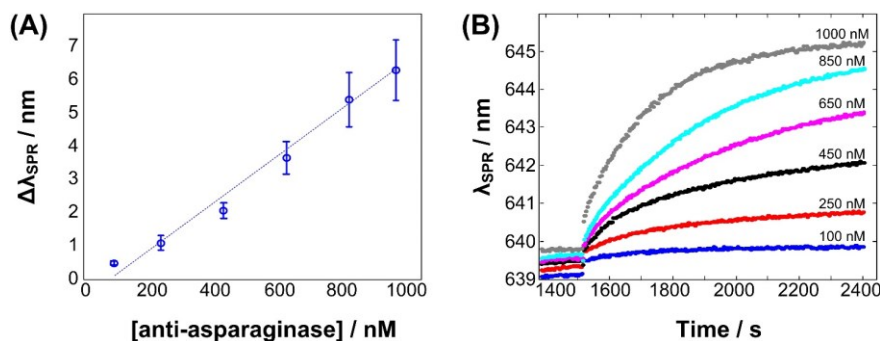 (A)
7
6
5
4
3
2
1
0
ΔλSPR / nm
0 200 400 600 800 1000
[anti-asparaginase] / nM
(B)
645
644
643
642
641
640
639
λSPR / nm
1000 nM
850 nM
650 nM
450 nM
250 nM
100 nM
1400 1600 1800 2000 2200 2400
Time / s